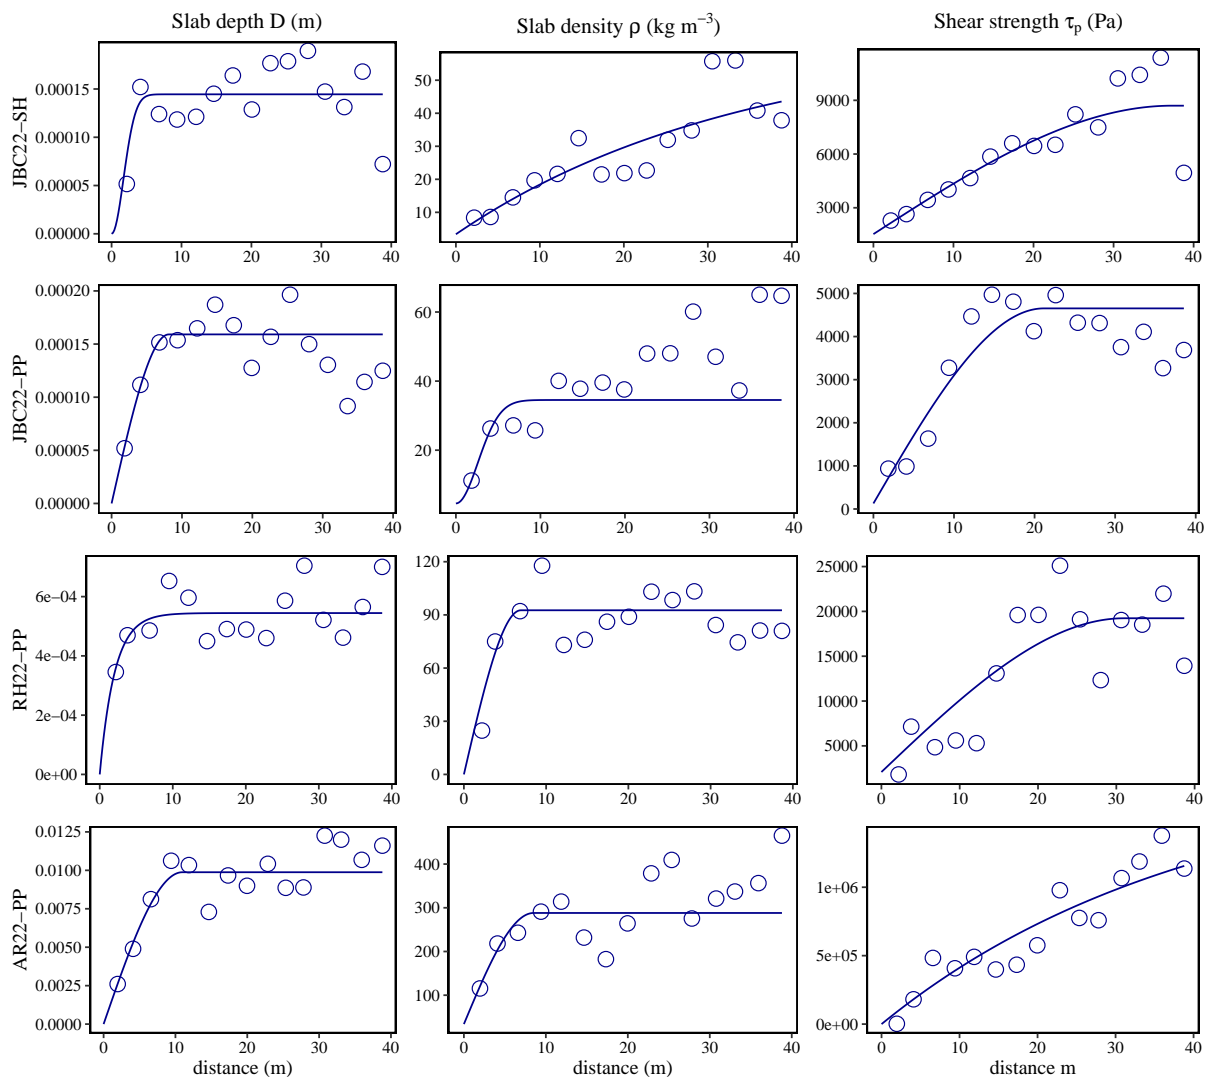 Slab depth D (m)
Slab density ρ (kg m⁻³)
Shear strength τp (Pa)
JBC22−SH
0.00015
0.00010
0.00005
0.00000
0 10 20 30 40
50
40
30
20
10
0 10 20 30 40
9000
6000
3000
0 10 20 30 40
JBC22−PP
0.00020
0.00015
0.00010
0.00005
0.00000
0 10 20 30 40
60
40
20
0 10 20 30 40
5000
4000
3000
2000
1000
0
0 10 20 30 40
RH22−PP
6e−04
4e−04
2e−04
0e+00
0 10 20 30 40
120
90
60
30
0
0 10 20 30 40
25000
20000
15000
10000
5000
0 10 20 30 40
AR22−PP
0.0125
0.0100
0.0075
0.0050
0.0025
0.0000
0 10 20 30 40
distance (m)
400
300
200
100
0 10 20 30 40
distance (m)
1e+06
5e+05
0e+00
0 10 20 30 40
distance m